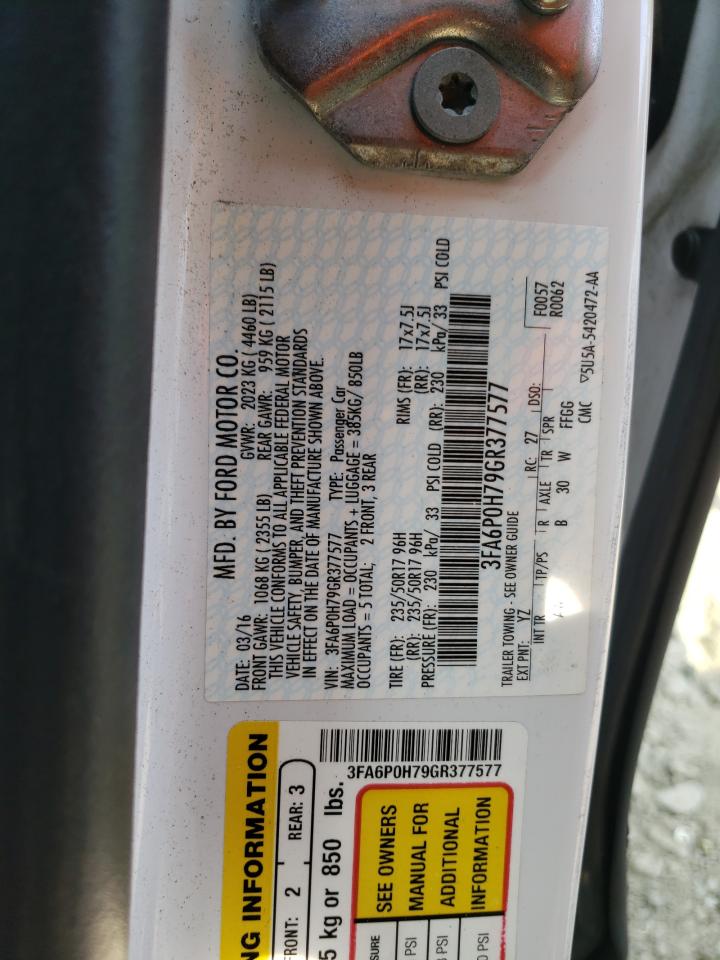 MFD. BY FORD MOTOR CO.
DATE: 03/16 GVWR: 2023 KG ( 4460 LB)
FRONT GAWR: 1068 KG ( 2355 LB) REAR GAWR: 959 KG ( 2115 LB)
THIS VEHICLE CONFORMS TO ALL APPLICABLE FEDERAL MOTOR
VEHICLE SAFETY, BUMPER, AND THEFT PREVENTION STANDARDS
IN EFFECT ON THE DATE OF MANUFACTURE SHOWN ABOVE.
VIN: 3FA6P0H79GR377577 TYPE: Passenger Car
MAXIMUM LOAD = OCCUPANTS + LUGGAGE = 385KG/ 850LB
OCCUPANTS = 5 TOTAL; 2 FRONT, 3 REAR
TIRE (FR): 235/50R17 96H RIMS (FR): 17x7.5J
(RR): 235/50R17 96H (RR): 17x7.5J
PRESSURE (FR): 230 kPa/ 33 PSI COLD (RR): 230 kPa/ 33 PSI COLD
3FA6P0H79GR377577
TRAILER TOWING - SEE OWNER GUIDE
EXT PNT: YZ RC: 27 DSO: F0057
R0062
INT TR TP/PS R AXLE TR SPR
B 30 W FFGG
CMC ▽5U5A-5420472-AA
3FA6P0H79GR377577
NG INFORMATION
FRONT: 2 REAR: 3
5 kg or 850 lbs.
SEE OWNERS
MANUAL FOR
ADDITIONAL
INFORMATION
SURE
PSI
PSI
0 PSI